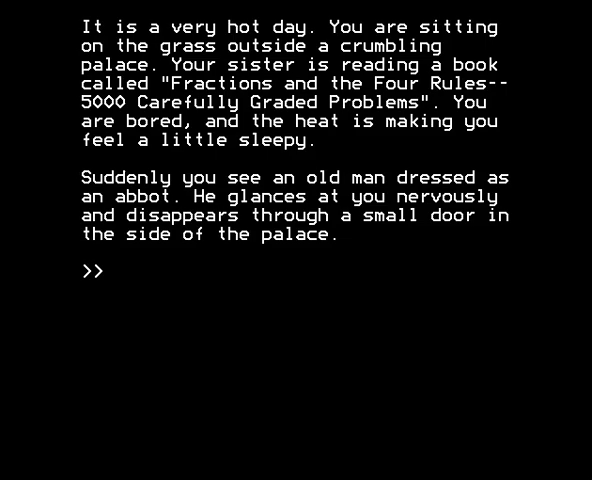 It is a very hot day. You are sitting
on the grass outside a crumbling
palace. Your sister is reading a book
called "Fractions and the Four Rules--
5000 Carefully Graded Problems". You
are bored, and the heat is making you
feel a little sleepy.
Suddenly you see an old man dressed as
an abbot. He glances at you nervously
and disappears through a small door in
the side of the palace.
>>